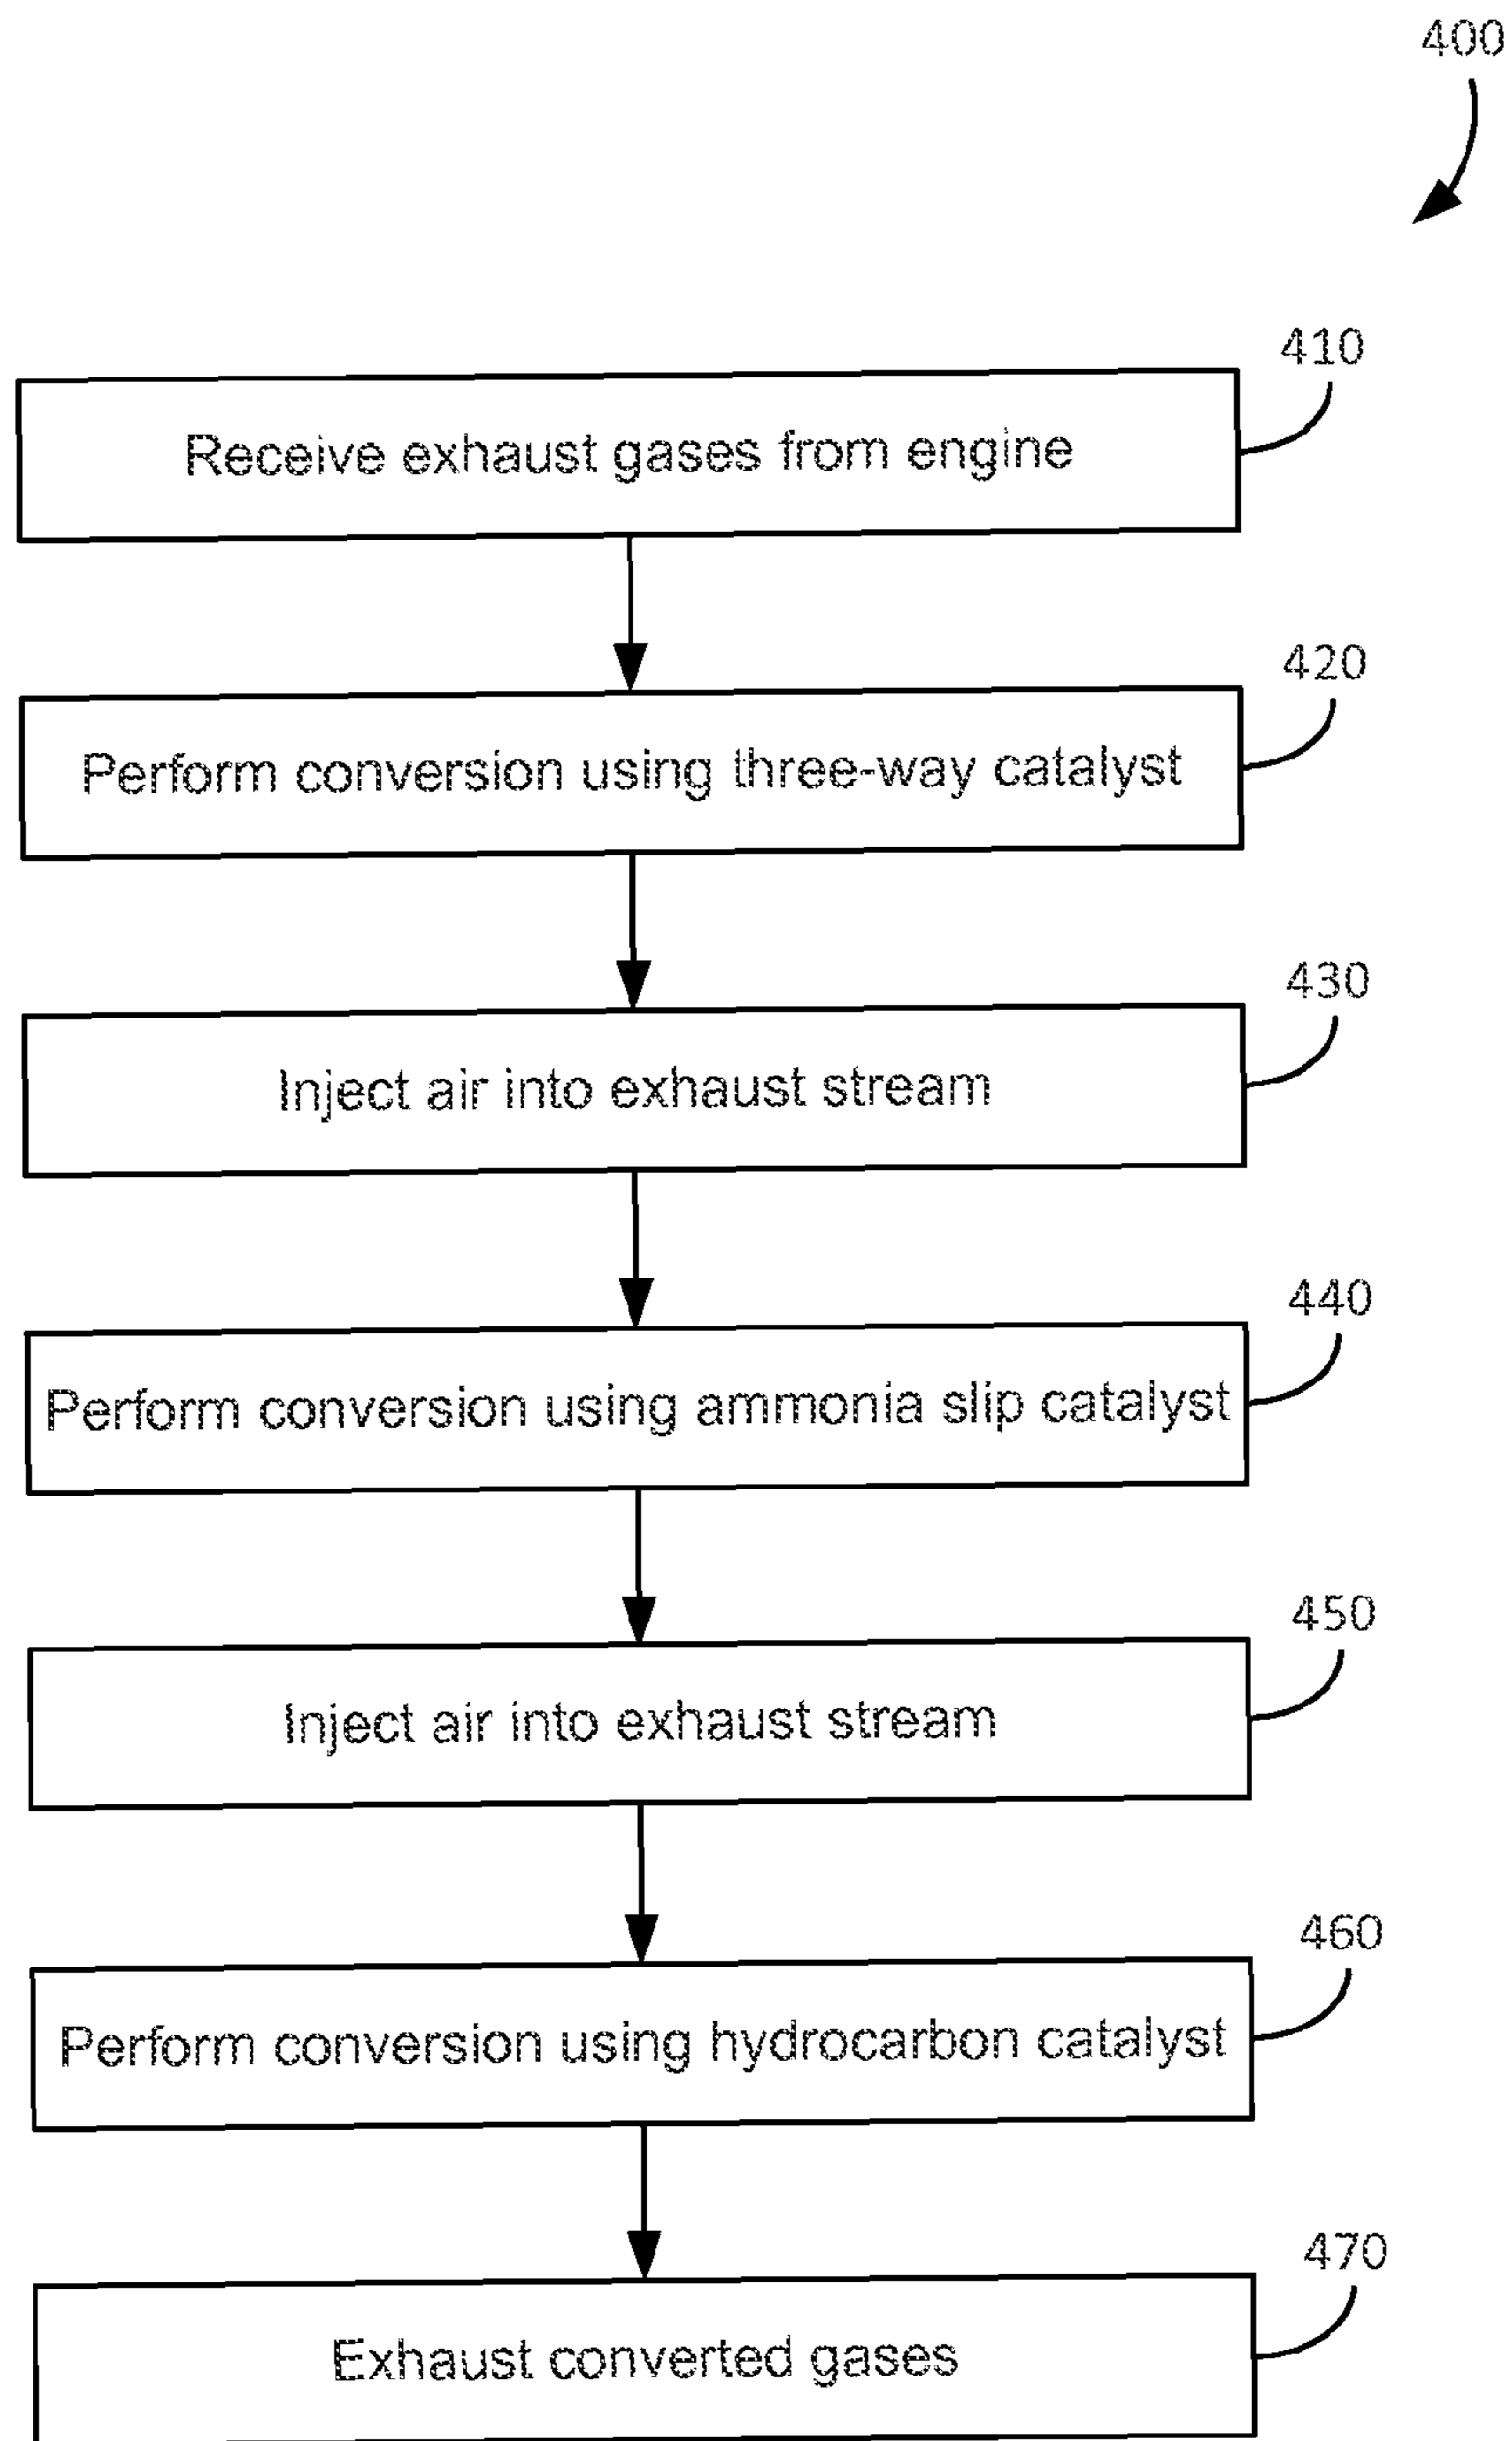 400
410
Receive exhaust gases from engine
420
Perform conversion using three-way catalyst
430
Inject air into exhaust stream
440
Perform conversion using ammonia slip catalyst
450
Inject air into exhaust stream
460
Perform conversion using hydrocarbon catalyst
470
Exhaust converted gases